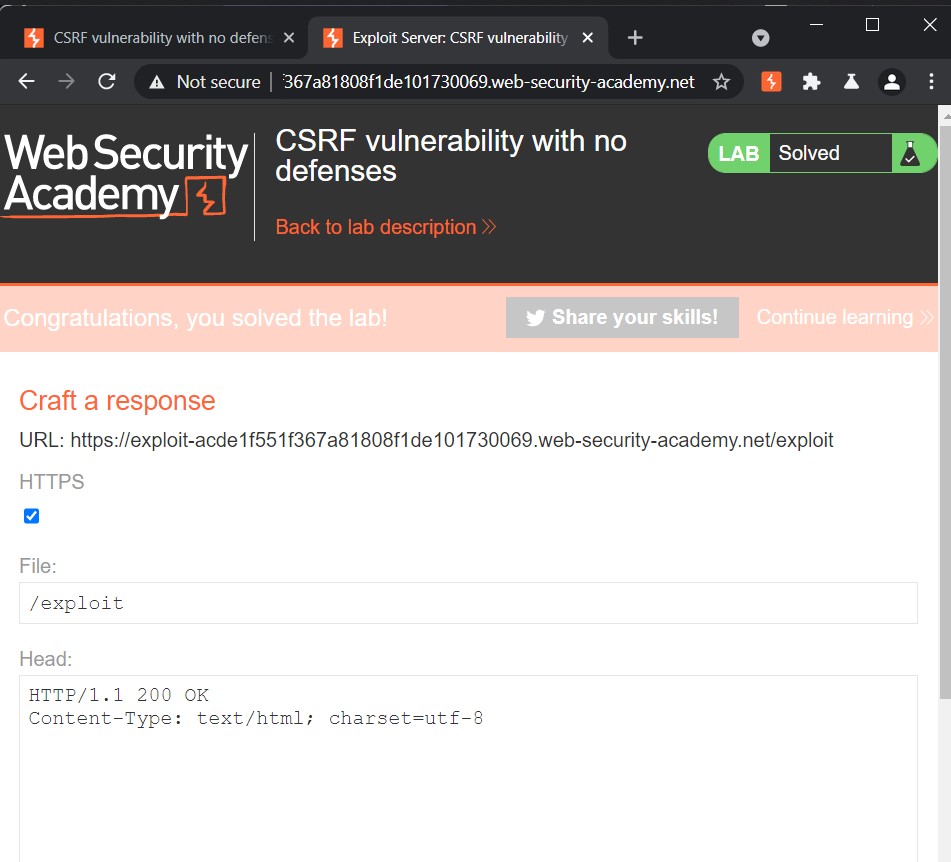 CSRF vulnerability with no defens
Exploit Server: CSRF vulnerability
Not secure
367a81808f1de101730069.web-security-academy.net
Web Security
Academy
CSRF vulnerability with no
defenses
Back to lab description
LAB
Solved
Congratulations, you solved the lab!
Share your skills!
Continue learning
Craft a response
URL: https://exploit-acde1f551f367a81808f1de101730069.web-security-academy.net/exploit
HTTPS
File:
/exploit
Head:
HTTP/1.1 200 OK
Content-Type: text/html; charset=utf-8